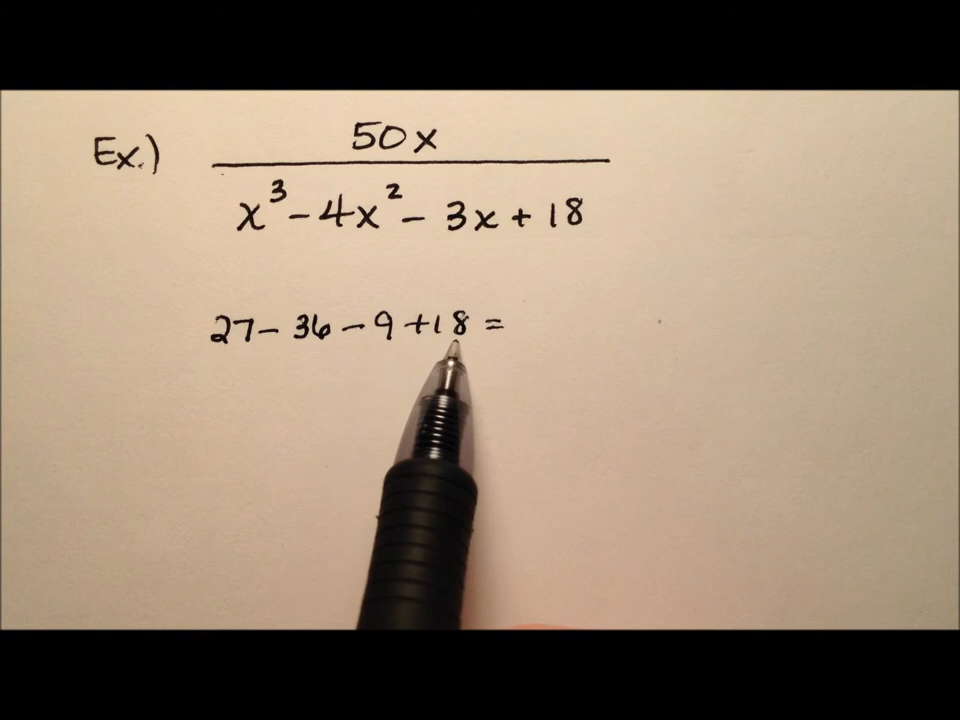 Ex.) 50x
x³ - 4x² - 3x + 18
27 - 36 - 9 + 18 =